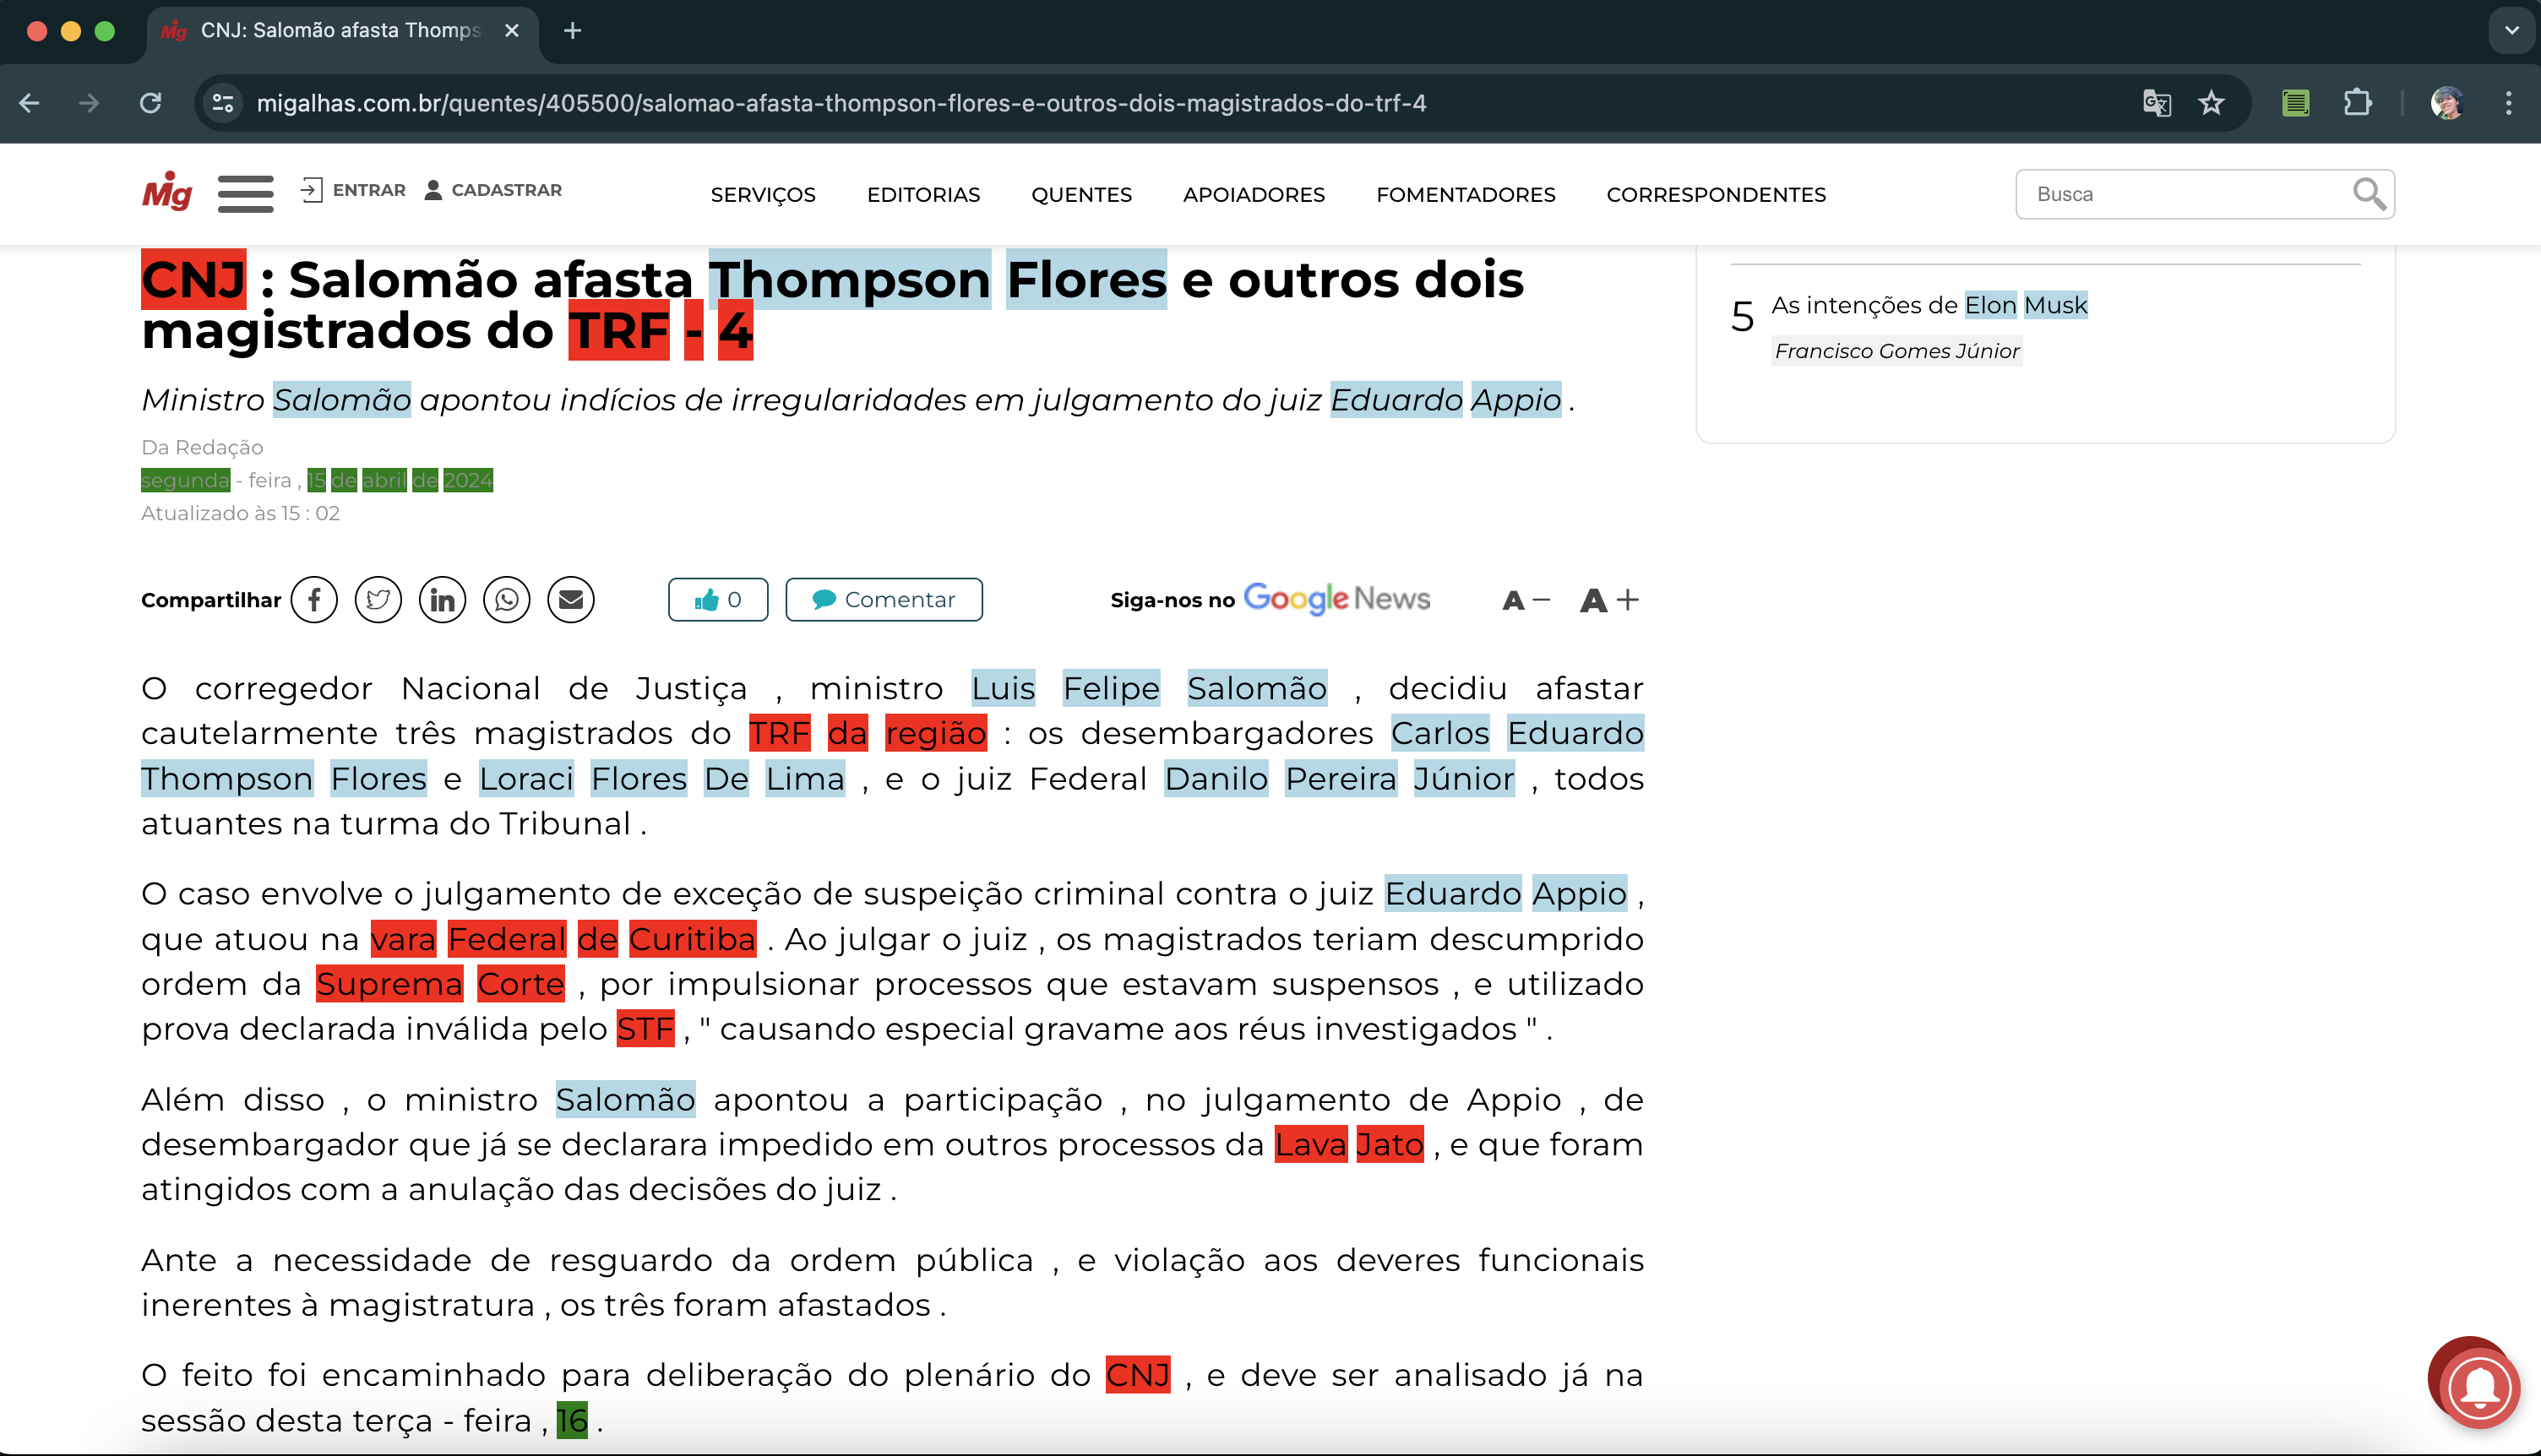 CNJ: Salomão afasta Thomps
migalhas.com.br/quentes/405500/salomao-afasta-thompson-flores-e-outros-dois-magistrados-do-trf-4
Mg ENTRAR CADASTRAR SERVIÇOS EDITORIAS QUENTES APOIADORES FOMENTADORES CORRESPONDENTES Busca
CNJ : Salomão afasta Thompson Flores e outros dois
magistrados do TRF - 4
Ministro Salomão apontou indícios de irregularidades em julgamento do juiz Eduardo Appio .
Da Redação
segunda - feira , 15 de abril de 2024
Atualizado às 15 : 02
Compartilhar 0 Comentar Siga-nos no Google News A − A +
O corregedor Nacional de Justiça , ministro Luis Felipe Salomão , decidiu afastar
cautelarmente três magistrados do TRF da região : os desembargadores Carlos Eduardo
Thompson Flores e Loraci Flores De Lima , e o juiz Federal Danilo Pereira Júnior , todos
atuantes na turma do Tribunal .
O caso envolve o julgamento de exceção de suspeição criminal contra o juiz Eduardo Appio ,
que atuou na vara Federal de Curitiba . Ao julgar o juiz , os magistrados teriam descumprido
ordem da Suprema Corte , por impulsionar processos que estavam suspensos , e utilizado
prova declarada inválida pelo STF , " causando especial gravame aos réus investigados " .
Além disso , o ministro Salomão apontou a participação , no julgamento de Appio , de
desembargador que já se declarara impedido em outros processos da Lava Jato , e que foram
atingidos com a anulação das decisões do juiz .
Ante a necessidade de resguardo da ordem pública , e violação aos deveres funcionais
inerentes à magistratura , os três foram afastados .
O feito foi encaminhado para deliberação do plenário do CNJ , e deve ser analisado já na
sessão desta terça - feira , 16 .
5 As intenções de Elon Musk
Francisco Gomes Júnior